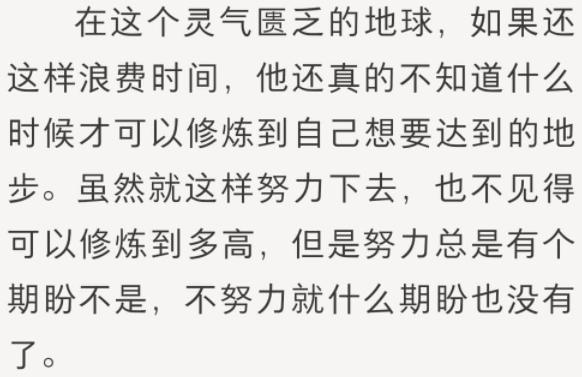 在这个灵气匮乏的地球，如果还
这样浪费时间，他还真的不知道什么
时候才可以修炼到自己想要达到的地
步。虽然就这样努力下去，也不见得
可以修炼到多高，但是努力总是有个
期盼不是，不努力就什么期盼也没有
了。